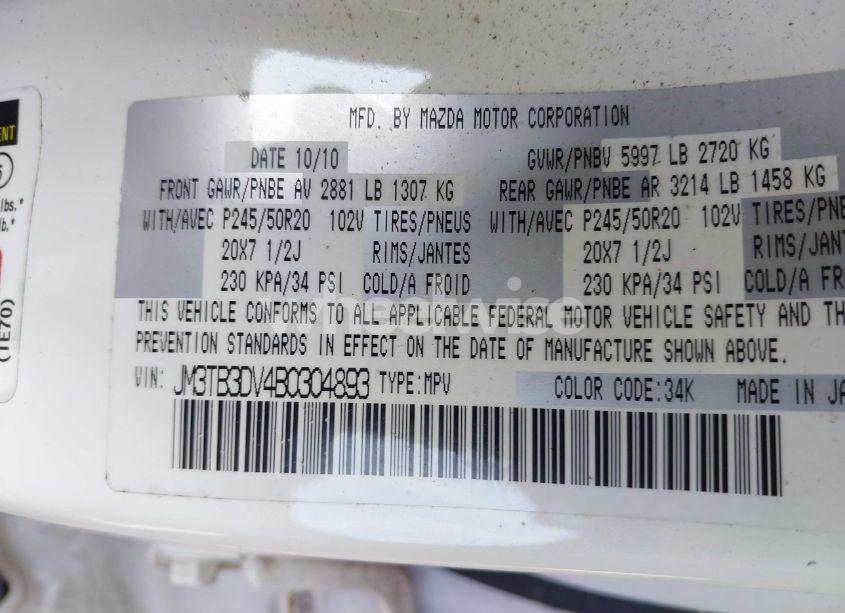 MFD. BY MAZDA MOTOR CORPORATION
DATE 10/10 GVWR/PNBV 5997 LB 2720 KG
FRONT GAWR/PNBE AV 2881 LB 1307 KG REAR GAWR/PNBE AR 3214 LB 1458 KG
WITH/AVEC P245/50R20 102V TIRES/PNEUS WITH/AVEC P245/50R20 102V TIRES/PNE
20X7 1/2J RIMS/JANTES 20X7 1/2J RIMS/JANTES
230 KPA/34 PSI COLD/A FROID 230 KPA/34 PSI COLD/A FR
THIS VEHICLE CONFORMS TO ALL APPLICABLE FEDERAL MOTOR VEHICLE SAFETY AND TH
PREVENTION STANDARDS IN EFFECT ON THE DATE OF MANUFACTURE SHOWN ABOVE.
VIN: JM3TB3DV4B0304893 TYPE:MPV COLOR CODE:34K MADE IN JA
ENT
lbs.*
lb.*
(TE70)